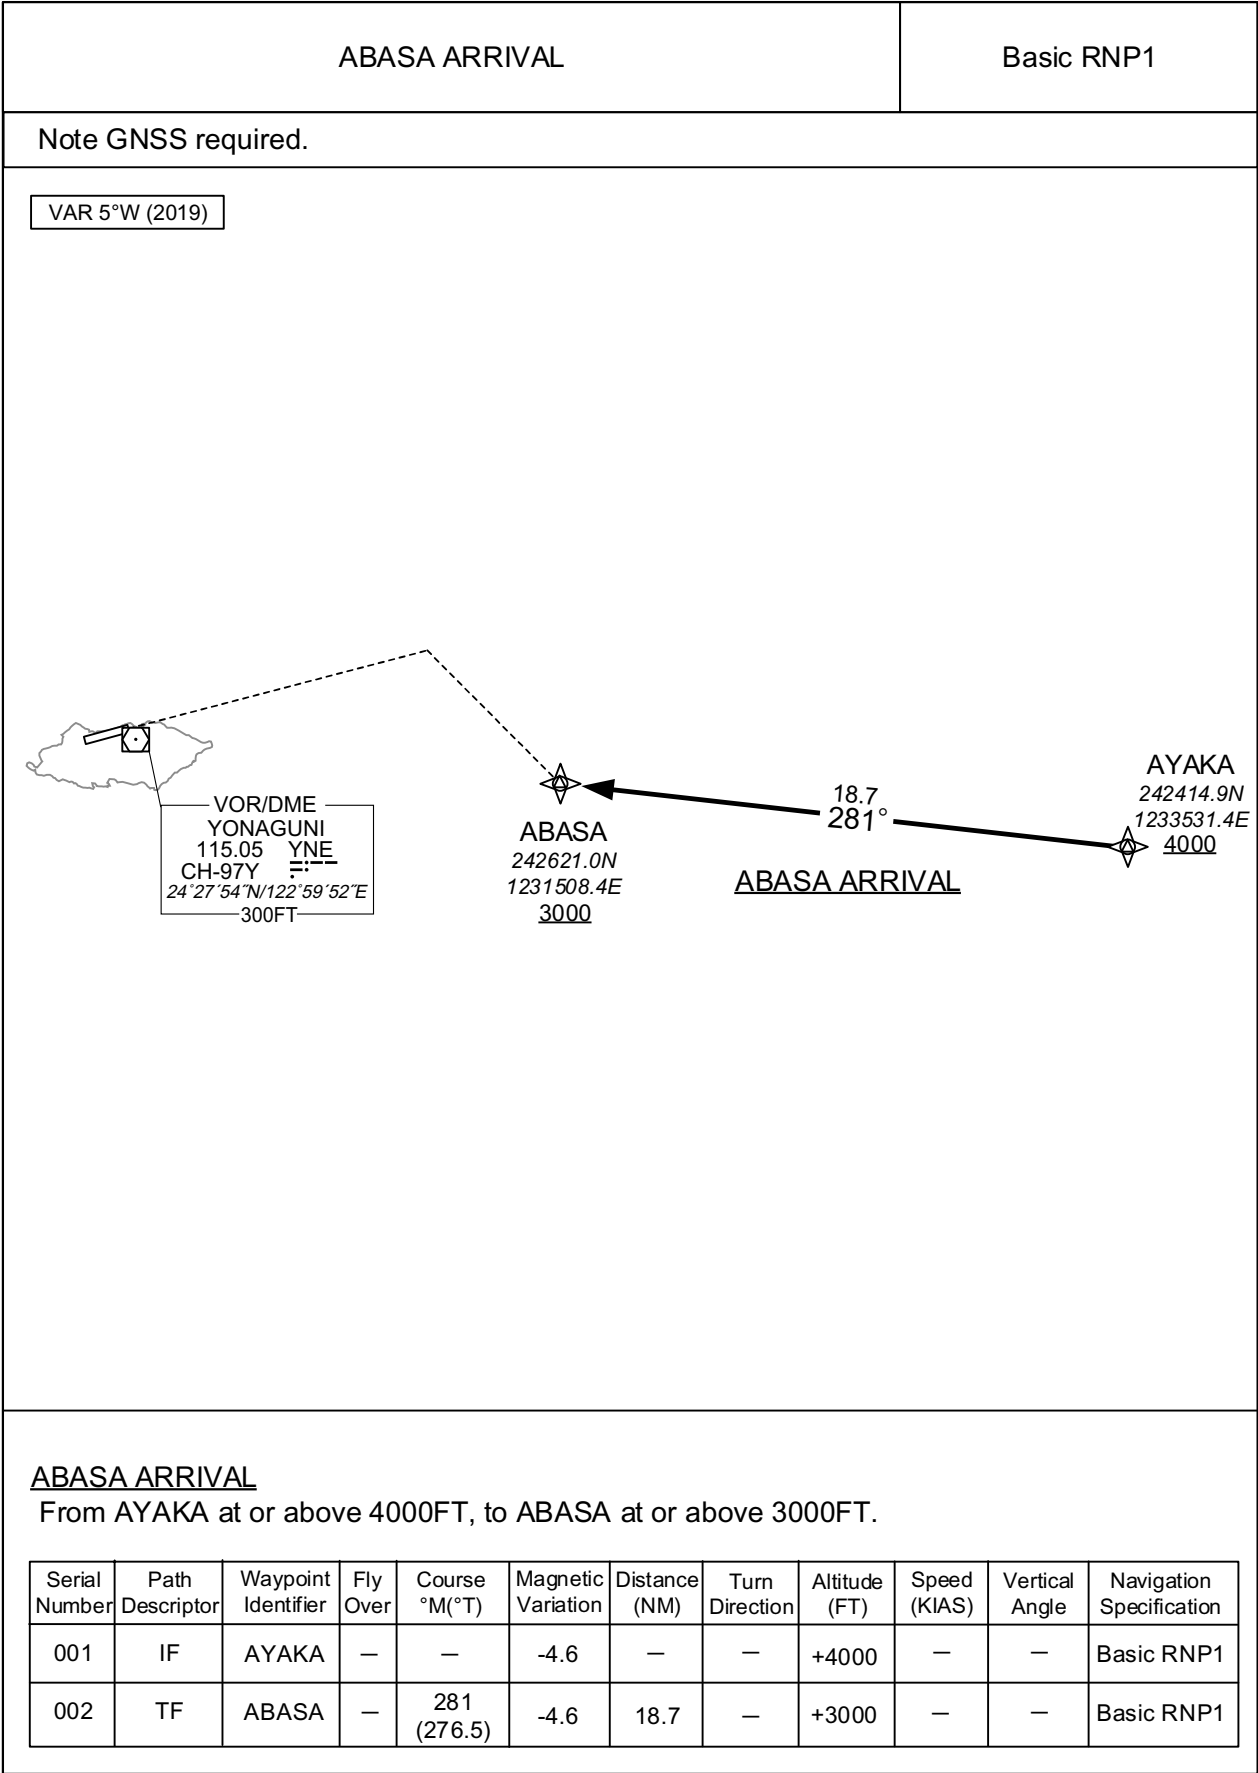 ABASA ARRIVAL
Basic RNP1
Note GNSS required.
VAR 5°W (2019)
VOR/DME
YONAGUNI
115.05 YNE
CH-97Y
24°27´54˝N/122°59´52˝E
300FT
ABASA
242621.0N
1231508.4E
3000
18.7
281°
ABASA ARRIVAL
AYAKA
242414.9N
1233531.4E
4000
ABASA ARRIVAL
From AYAKA at or above 4000FT, to ABASA at or above 3000FT.
Serial Number Path Descriptor Waypoint Identifier Fly Over Course °M(°T) Magnetic Variation Distance (NM) Turn Direction Altitude (FT) Speed (KIAS) Vertical Angle Navigation Specification
001 IF AYAKA — — -4.6 — — +4000 — — Basic RNP1
002 TF ABASA — 281 (276.5) -4.6 18.7 — +3000 — — Basic RNP1